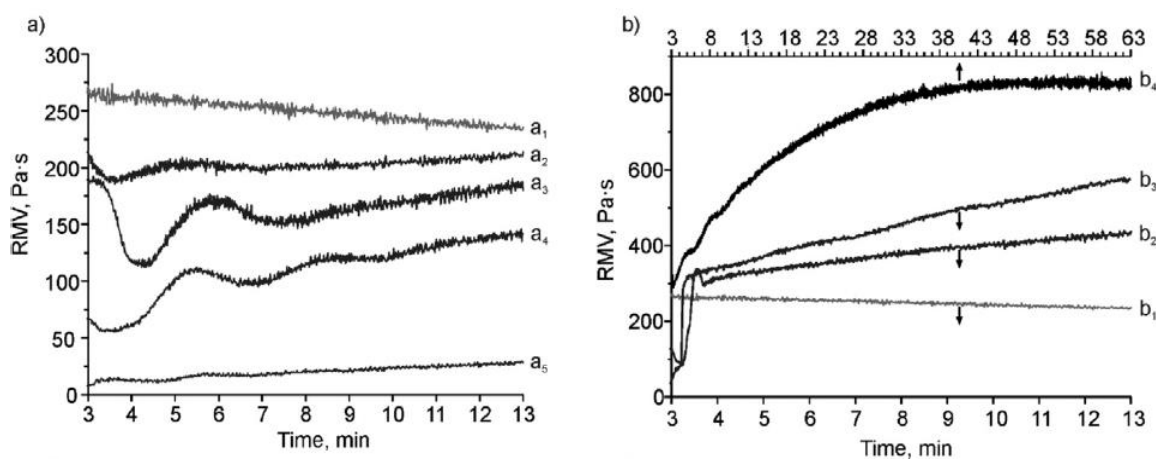 a)
300
250
200
150
100
50
0
RMV, Pa·s
a1
a2
a3
a4
a5
3 4 5 6 7 8 9 10 11 12 13
Time, min
b)
3 8 13 18 23 28 33 38 43 48 53 58 63
800
600
400
200
0
RMV, Pa·s
b4
b3
b2
b1
3 4 5 6 7 8 9 10 11 12 13
Time, min